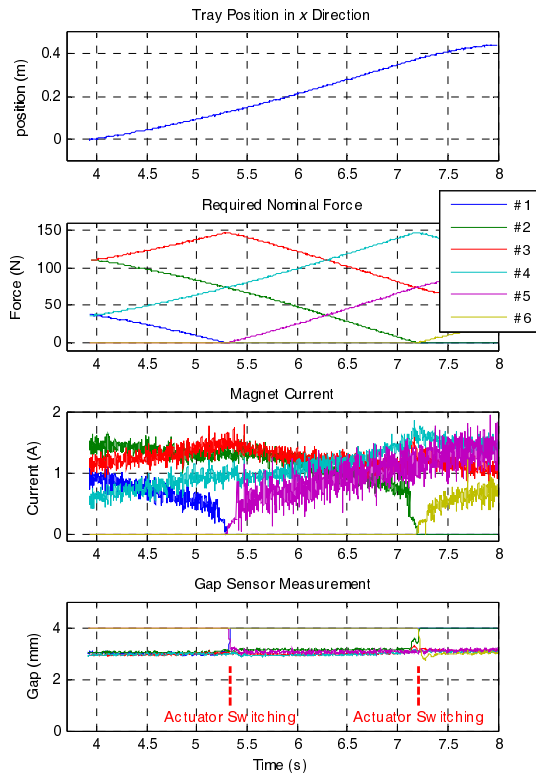 Tray Position in x Direction
0.4
0.2
0
position (m)
4 4.5 5 5.5 6 6.5 7 7.5 8
Required Nominal Force
150
100
50
0
Force (N)
#1
#2
#3
#4
#5
#6
4 4.5 5 5.5 6 6.5 7 7.5 8
Magnet Current
2
1
0
Current (A)
4 4.5 5 5.5 6 6.5 7 7.5 8
Gap Sensor Measurement
4
2
0
Gap (mm)
Actuator Switching
Actuator Switching
4 4.5 5 5.5 6 6.5 7 7.5 8
Time (s)